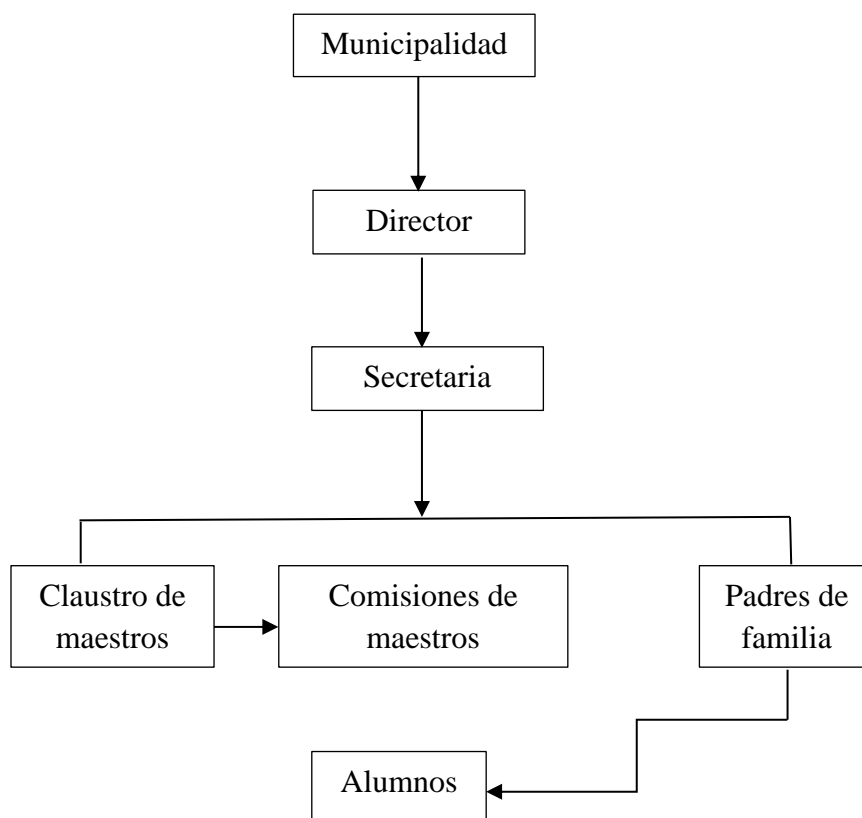 Municipalidad
Director
Secretaria
Claustro de
maestros
Comisiones de
maestros
Padres de
familia
Alumnos